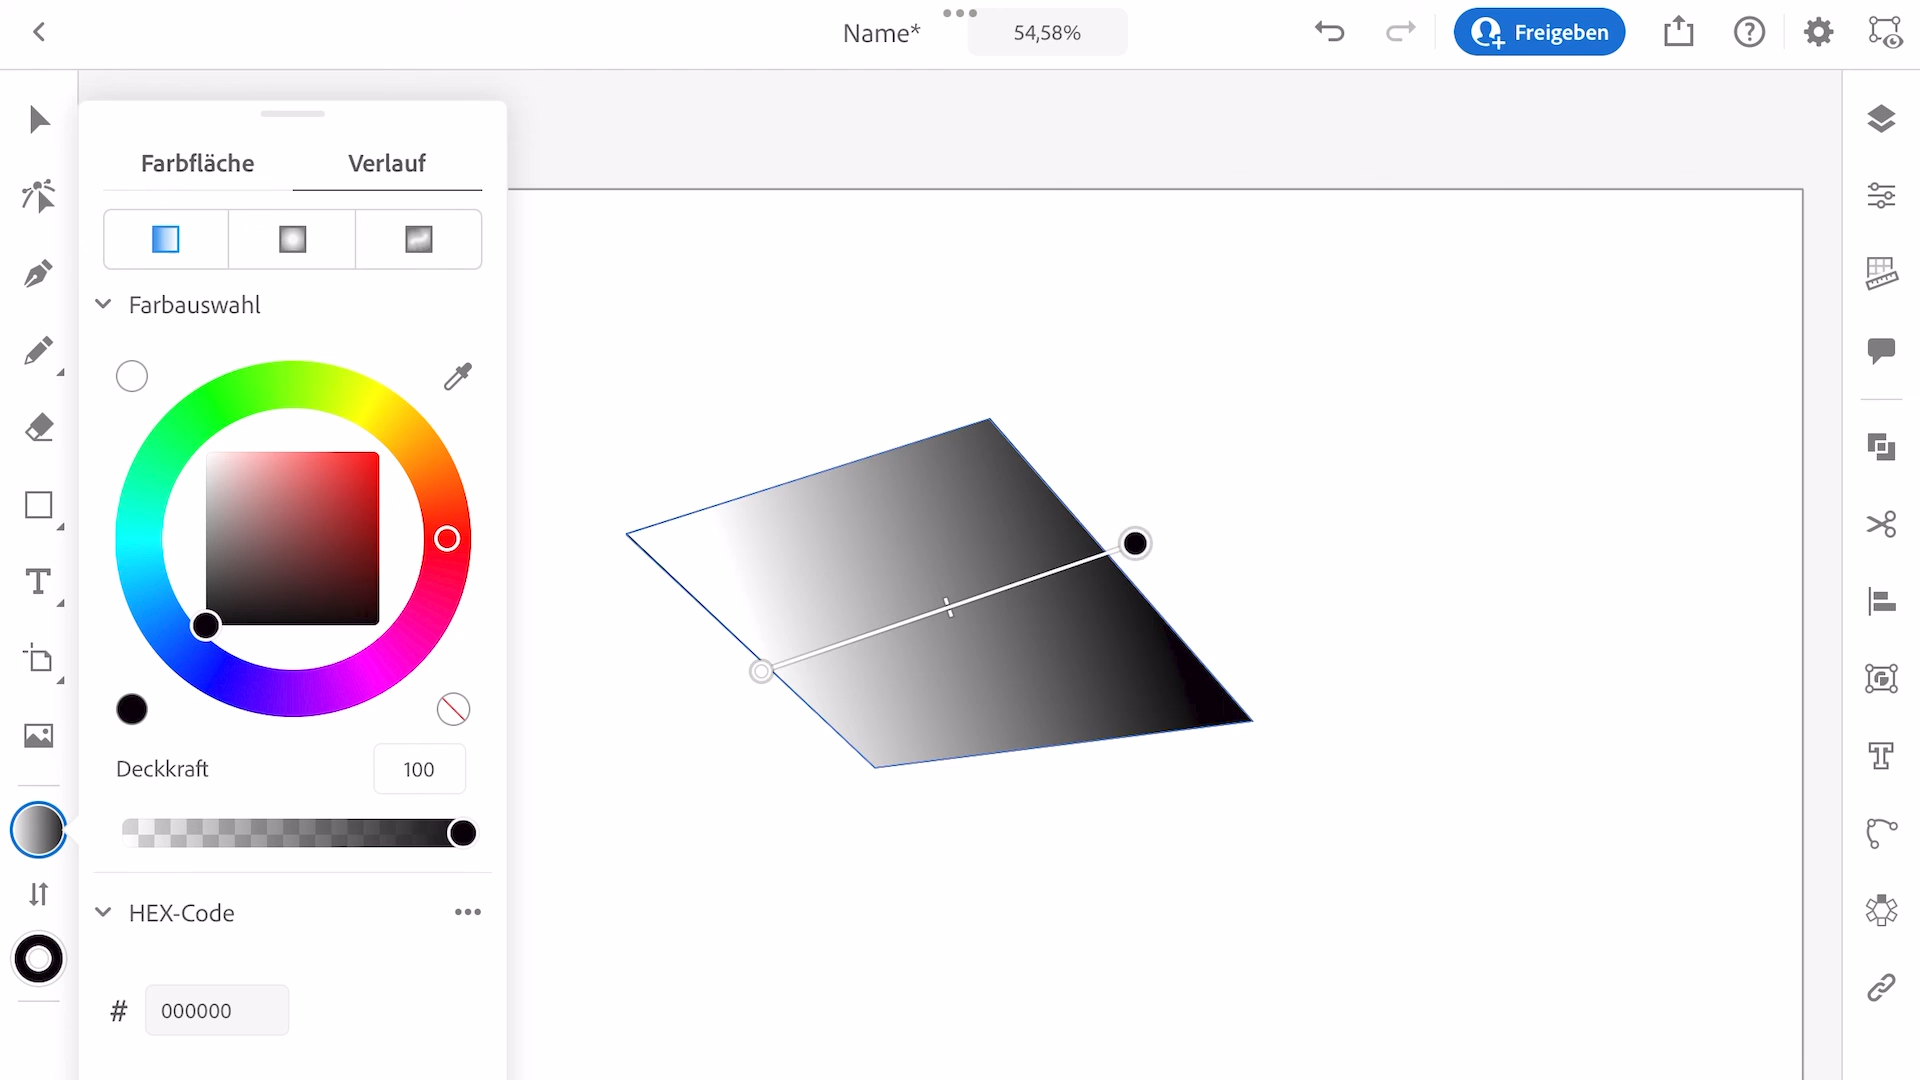 Name*
54,58%
Freigeben
Farbfläche
Verlauf
Farbauswahl
Deckkraft
100
HEX-Code
#
000000